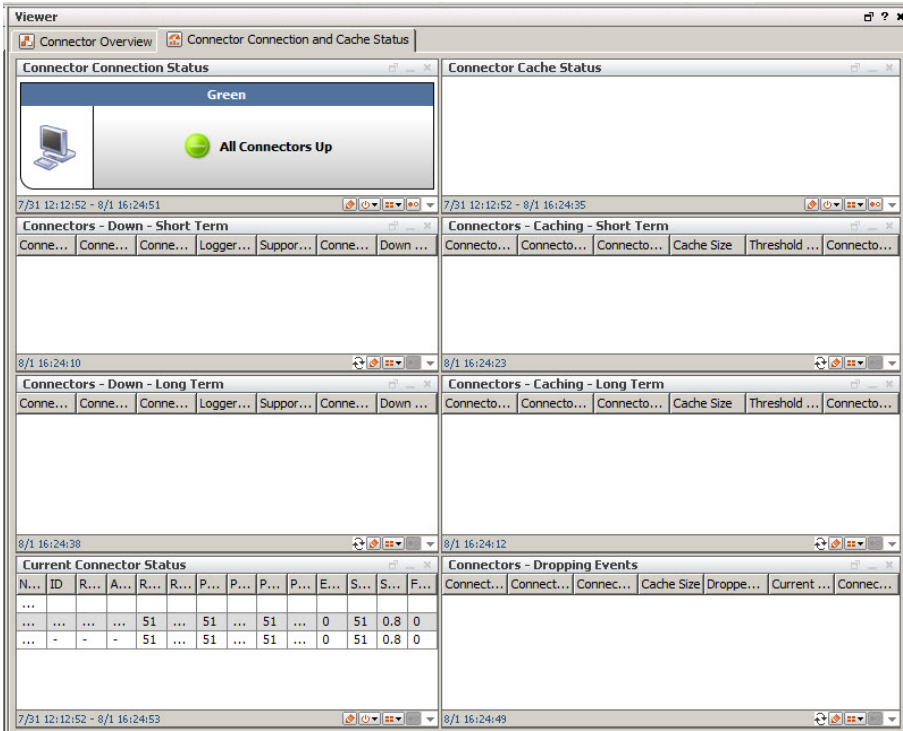 Viewer
Connector Overview Connector Connection and Cache Status
Connector Connection Status
Green
All Connectors Up
7/31 12:12:52 - 8/1 16:24:51
Connector Cache Status
7/31 12:12:52 - 8/1 16:24:35
Connectors - Down - Short Term
Conne... Conne... Conne... Logger... Suppor... Conne... Down ...
8/1 16:24:10
Connectors - Caching - Short Term
Connecto... Connecto... Connecto... Cache Size Threshold ... Connecto...
8/1 16:24:23
Connectors - Down - Long Term
Conne... Conne... Conne... Logger... Suppor... Conne... Down ...
8/1 16:24:38
Connectors - Caching - Long Term
Connecto... Connecto... Connecto... Cache Size Threshold ... Connecto...
8/1 16:24:12
Current Connector Status
N... ID R... A... R... R... P... P... P... P... E... S... S... F...
...
... ... ... ... 51 ... 51 ... 51 ... 0 51 0.8 0
... - - - 51 ... 51 ... 51 ... 0 51 0.8 0
7/31 12:12:52 - 8/1 16:24:53
Connectors - Dropping Events
Connect... Connect... Connec... Cache Size Droppe... Current ... Connec...
8/1 16:24:49